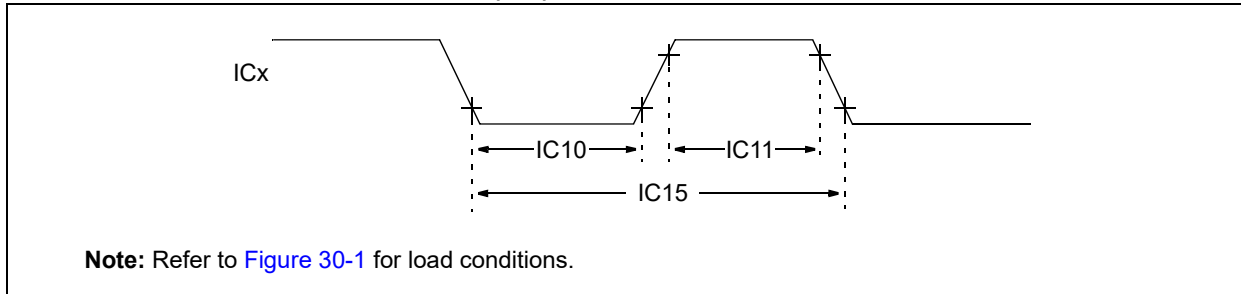 ICx
IC10
IC11
IC15
Note: Refer to Figure 30-1 for load conditions.